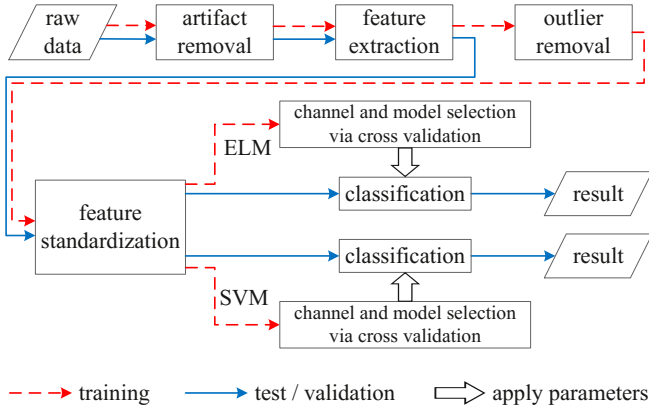 raw
data
artifact
removal
feature
extraction
outlier
removal
channel and model selection
via cross validation
ELM
classification
result
feature
standardization
classification
result
SVM
channel and model selection
via cross validation
training
test / validation
apply parameters